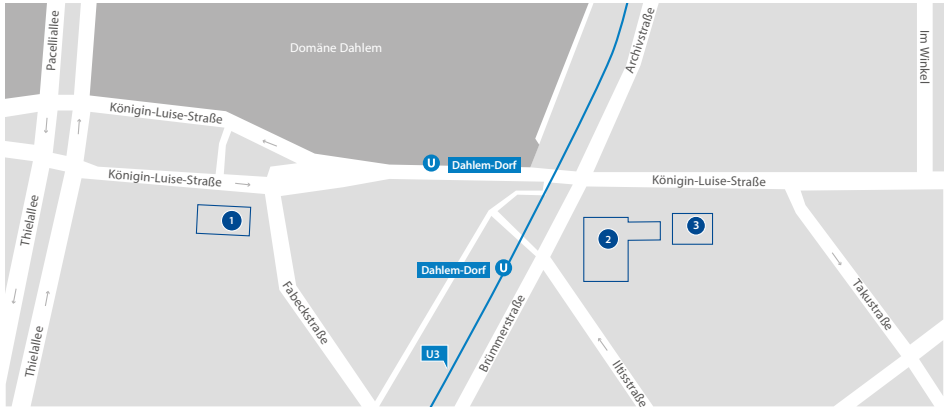 Pacelliallee
Domäne Dahlem
Archivstraße
Im Winkel
Königin-Luise-Straße
U
Dahlem-Dorf
Königin-Luise-Straße
Königin-Luise-Straße
Thielallee
1
2
3
Dahlem-Dorf
U
Fabeckstraße
Takustraße
Thielallee
U3
Brümmerstraße
Iltisstraße